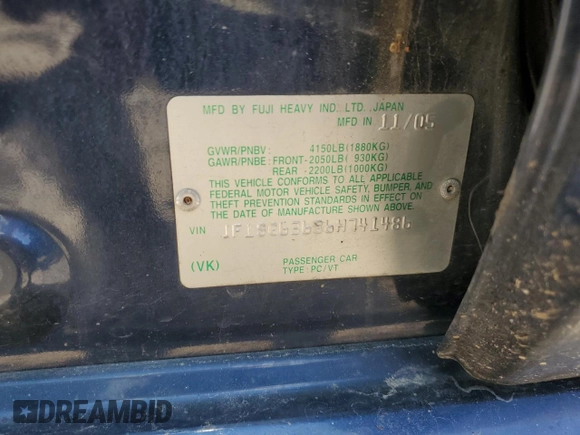 MFD BY FUJI HEAVY IND. LTD. JAPAN
MFD IN 11/05
GVWR/PNBV: 4150LB(1880KG)
GAWR/PNBE: FRONT-2050LB( 930KG)
REAR -2200LB(1000KG)
THIS VEHICLE CONFORMS TO ALL APPLICABLE
FEDERAL MOTOR VEHICLE SAFETY, BUMPER, AND
THEFT PREVENTION STANDARDS IN EFFECT ON
THE DATE OF MANUFACTURE SHOWN ABOVE.
VIN
(VK)
PASSENGER CAR
TYPE: PC/VT
DREAMBID